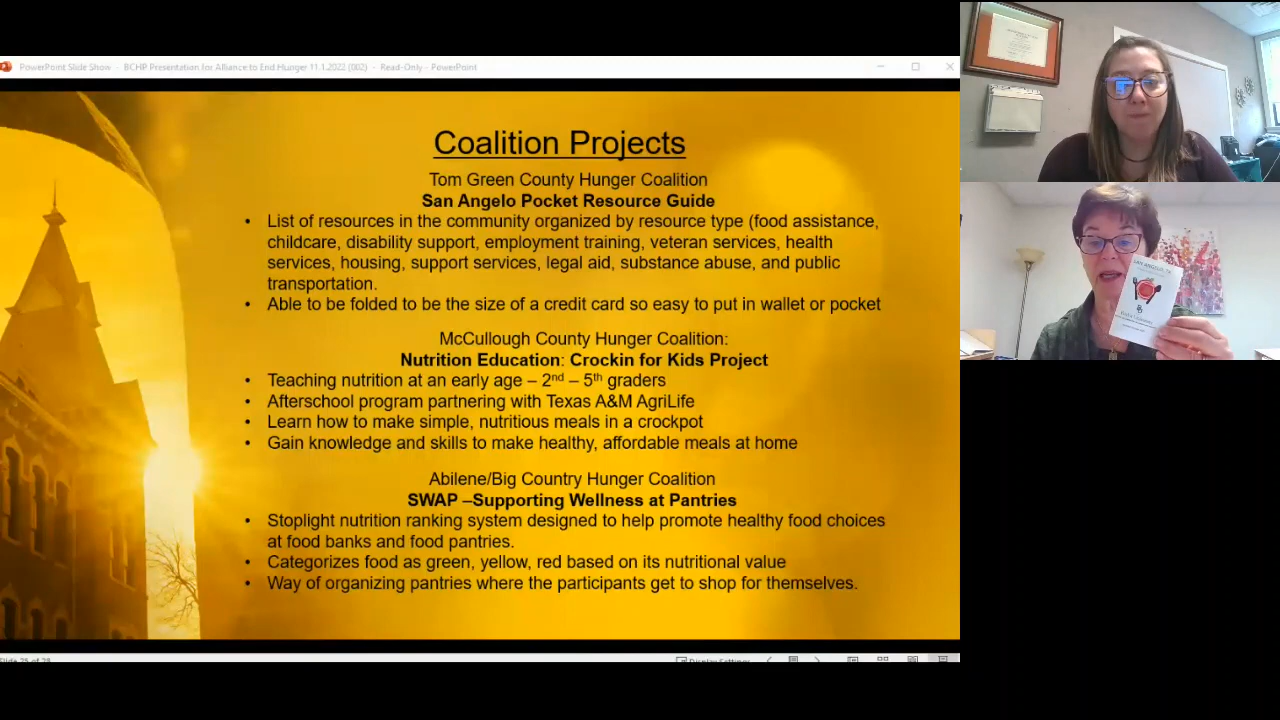 PowerPoint Slide Show - BCHP Presentation for Alliance to End Hunger 11.1.2022 (002) - Read-Only - PowerPoint
Coalition Projects
Tom Green County Hunger Coalition
San Angelo Pocket Resource Guide
• List of resources in the community organized by resource type (food assistance,
childcare, disability support, employment training, veteran services, health
services, housing, support services, legal aid, substance abuse, and public
transportation.
• Able to be folded to be the size of a credit card so easy to put in wallet or pocket
McCullough County Hunger Coalition:
Nutrition Education: Crockin for Kids Project
• Teaching nutrition at an early age – 2nd – 5th graders
• Afterschool program partnering with Texas A&M AgriLife
• Learn how to make simple, nutritious meals in a crockpot
• Gain knowledge and skills to make healthy, affordable meals at home
Abilene/Big Country Hunger Coalition
SWAP –Supporting Wellness at Pantries
• Stoplight nutrition ranking system designed to help promote healthy food choices
at food banks and food pantries.
• Categorizes food as green, yellow, red based on its nutritional value
• Way of organizing pantries where the participants get to shop for themselves.
Slide 25 of 28
Display Settings
SAN ANGELO, TX